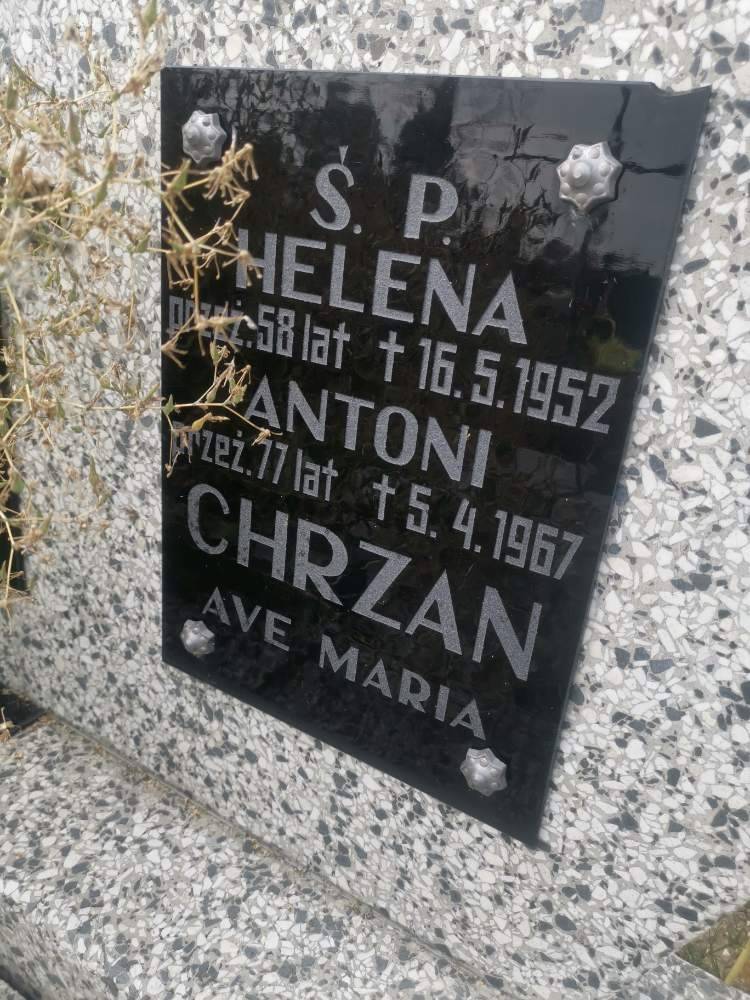 Ś. P.
HELENA
przeż. 58 lat † 16. 5. 1952
ANTONI
przeż. 77 lat † 5. 4. 1967
CHRZAN
AVE MARIA